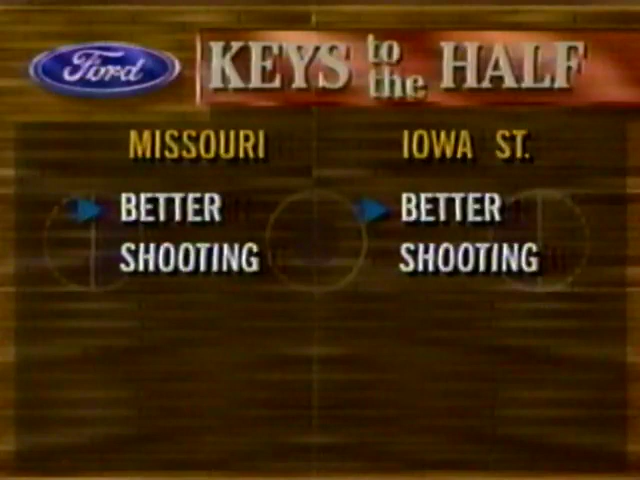 Ford KEYS to the HALF
MISSOURI IOWA ST.
BETTER BETTER
SHOOTING SHOOTING